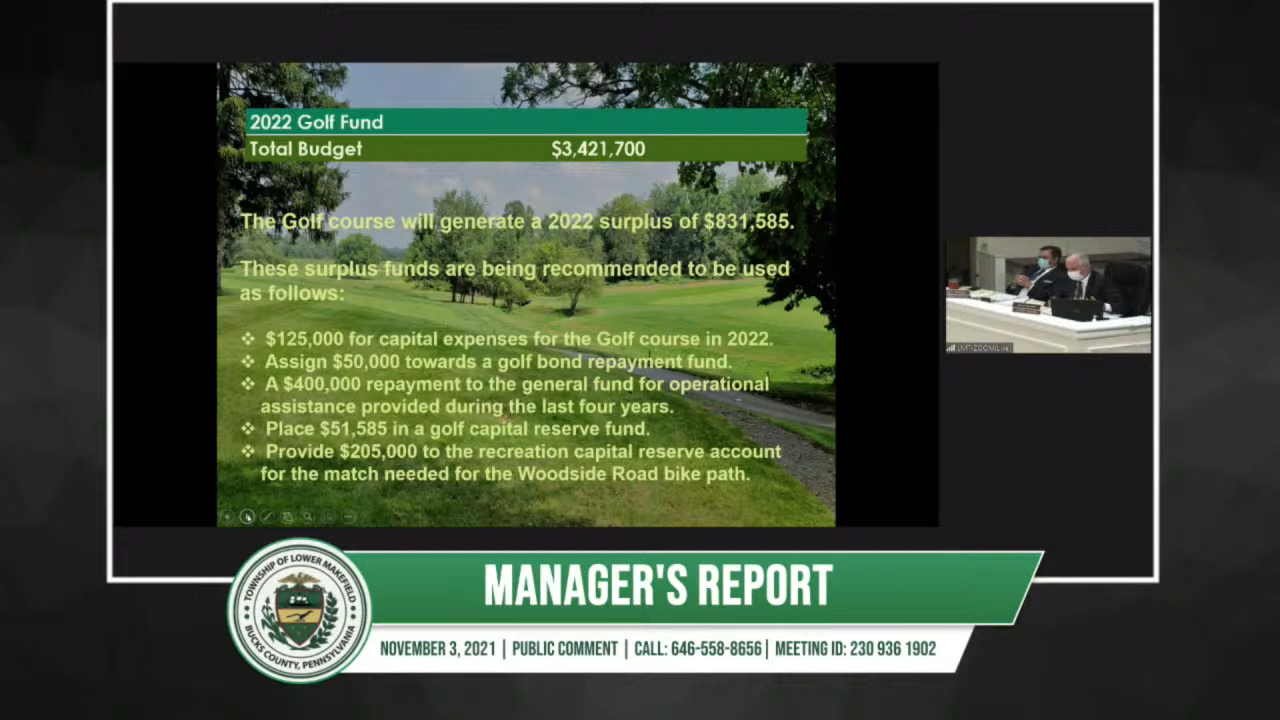 2022 Golf Fund
Total Budget $3,421,700
The Golf course will generate a 2022 surplus of $831,585.
These surplus funds are being recommended to be used
as follows:
❖ $125,000 for capital expenses for the Golf course in 2022.
❖ Assign $50,000 towards a golf bond repayment fund.
❖ A $400,000 repayment to the general fund for operational
assistance provided during the last four years.
❖ Place $51,585 in a golf capital reserve fund.
❖ Provide $205,000 to the recreation capital reserve account
for the match needed for the Woodside Road bike path.
TOWNSHIP OF LOWER MAKEFIELD
BUCKS COUNTY, PENNSYLVANIA
MANAGER'S REPORT
NOVEMBER 3, 2021 | PUBLIC COMMENT | CALL: 646-558-8656 | MEETING ID: 230 936 1902